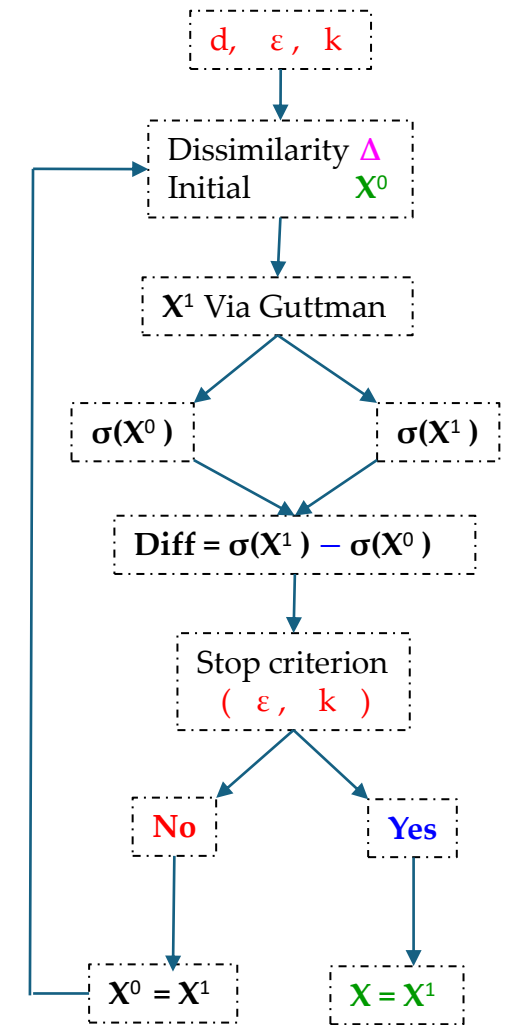 d, ε, k
Dissimilarity Δ
Initial X⁰
X¹ Via Guttman
σ(X⁰)
σ(X¹)
Diff = σ(X¹) − σ(X⁰)
Stop criterion
( ε, k )
No
Yes
X⁰ = X¹
X = X¹